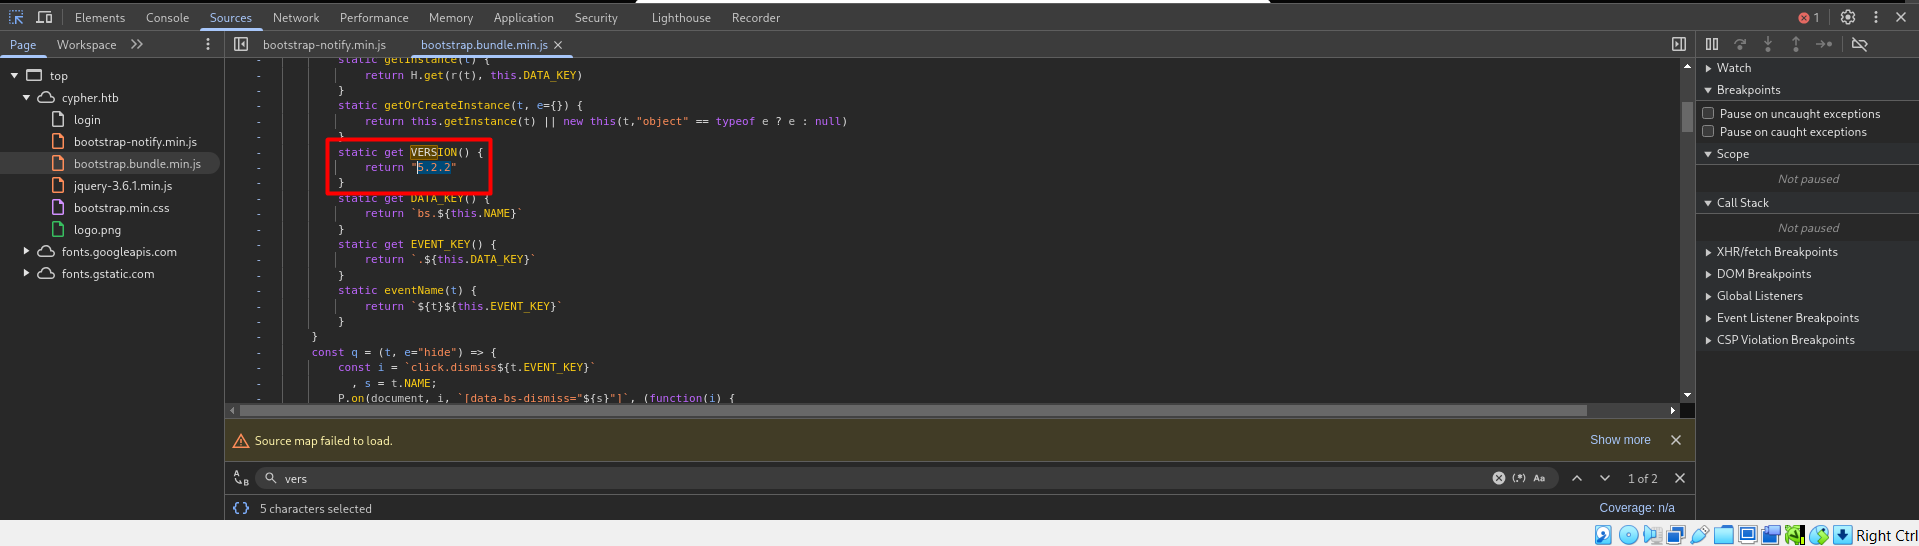 Elements Console Sources Network Performance Memory Application Security Lighthouse Recorder 1
Page Workspace bootstrap-notify.min.js bootstrap.bundle.min.js
top
cypher.htb
login
bootstrap-notify.min.js
bootstrap.bundle.min.js
jquery-3.6.1.min.js
bootstrap.min.css
logo.png
fonts.googleapis.com
fonts.gstatic.com
static getInstance(t) {
return H.get(r(t), this.DATA_KEY)
}
static getOrCreateInstance(t, e={}) {
return this.getInstance(t) || new this(t,"object" == typeof e ? e : null)
}
static get VERSION() {
return "5.2.2"
}
static get DATA_KEY() {
return `bs.${this.NAME}`
}
static get EVENT_KEY() {
return `.${this.DATA_KEY}`
}
static eventName(t) {
return `${t}${this.EVENT_KEY}`
}
}
const q = (t, e="hide") => {
const i = `click.dismiss${t.EVENT_KEY}`
, s = t.NAME;
P.on(document, i, `[data-bs-dismiss="${s}"]`, (function(i) {
Source map failed to load. Show more
vers (.*) Aa 1 of 2
{} 5 characters selected Coverage: n/a
Watch
Breakpoints
Pause on uncaught exceptions
Pause on caught exceptions
Scope
Not paused
Call Stack
Not paused
XHR/fetch Breakpoints
DOM Breakpoints
Global Listeners
Event Listener Breakpoints
CSP Violation Breakpoints
Right Ctrl